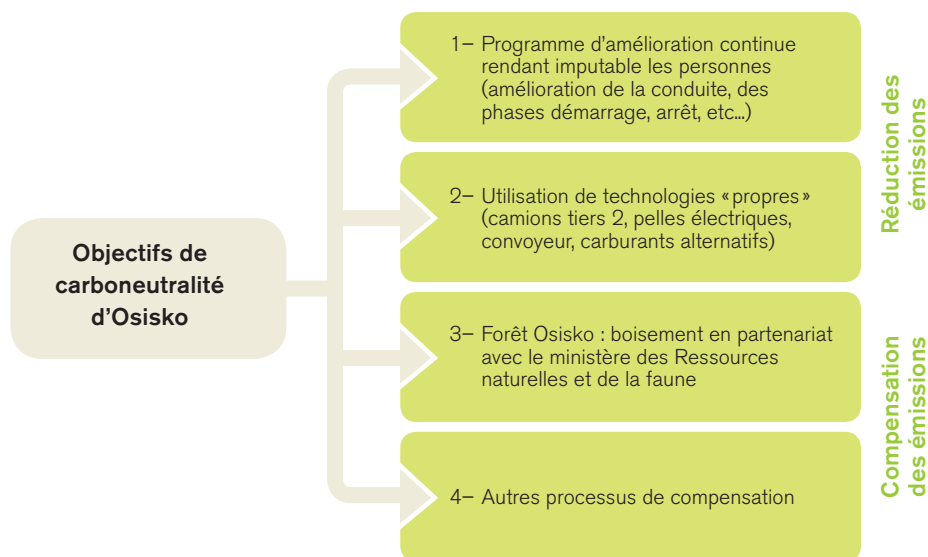 Objectifs de
carboneutralité
d'Osisko
1– Programme d'amélioration continue
rendant imputable les personnes
(amélioration de la conduite, des
phases démarrage, arrêt, etc...)
2– Utilisation de technologies «propres»
(camions tiers 2, pelles électriques,
convoyeur, carburants alternatifs)
Réduction des
émissions
3– Forêt Osisko : boisement en partenariat
avec le ministère des Ressources
naturelles et de la faune
4– Autres processus de compensation
Compensation
des émissions